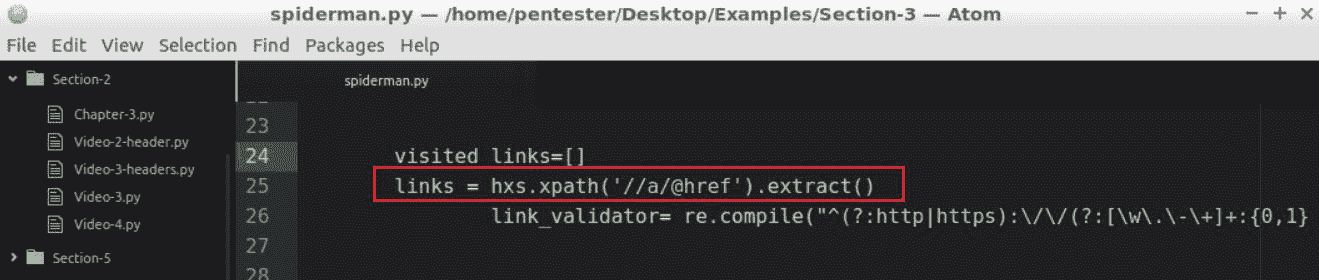 spiderman.py — /home/pentester/Desktop/Examples/Section-3 — Atom
File Edit View Selection Find Packages Help
Section-2
Chapter-3.py
Video-2-header.py
Video-3-headers.py
Video-3.py
Video-4.py
Section-5
spiderman.py
23
24 visited links=[]
25 links = hxs.xpath('//a/@href').extract()
26 link_validator= re.compile("^(?:http|https):\/\/(?:[\w\.\-\+]+:{0,1}
27
28